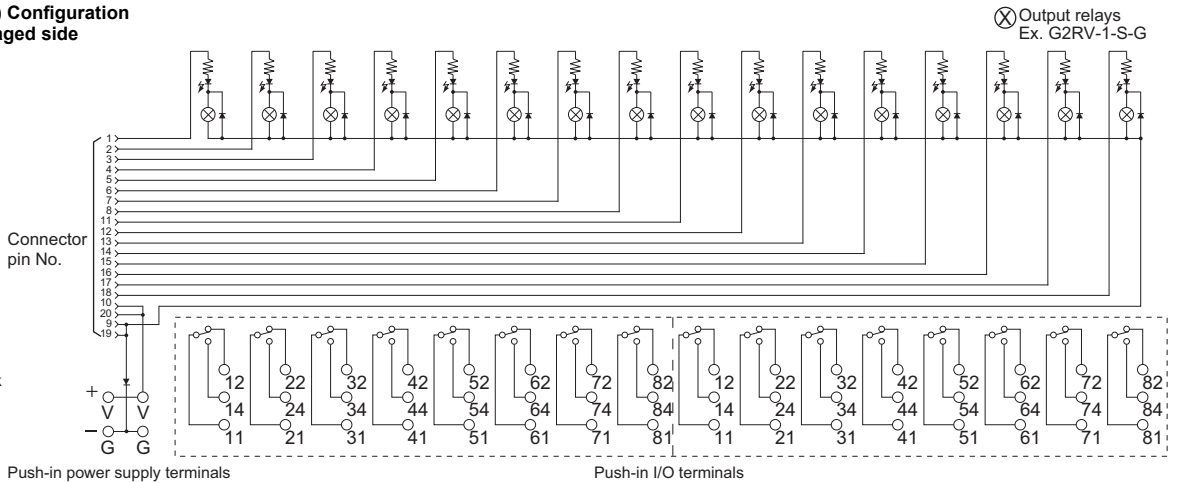 Configuration
aged side
Output relays
Ex. G2RV-1-S-G
1
2
3
4
5
6
7
8
11
12
13
14
15
16
17
18
10
20
9
19
Connector
pin No.
+ V V
− G G
12 22 32 42 52 62 72 82 12 22 32 42 52 62 72 82
14 24 34 44 54 64 74 84 14 24 34 44 54 64 74 84
11 21 31 41 51 61 71 81 11 21 31 41 51 61 71 81
Push-in power supply terminals
Push-in I/O terminals